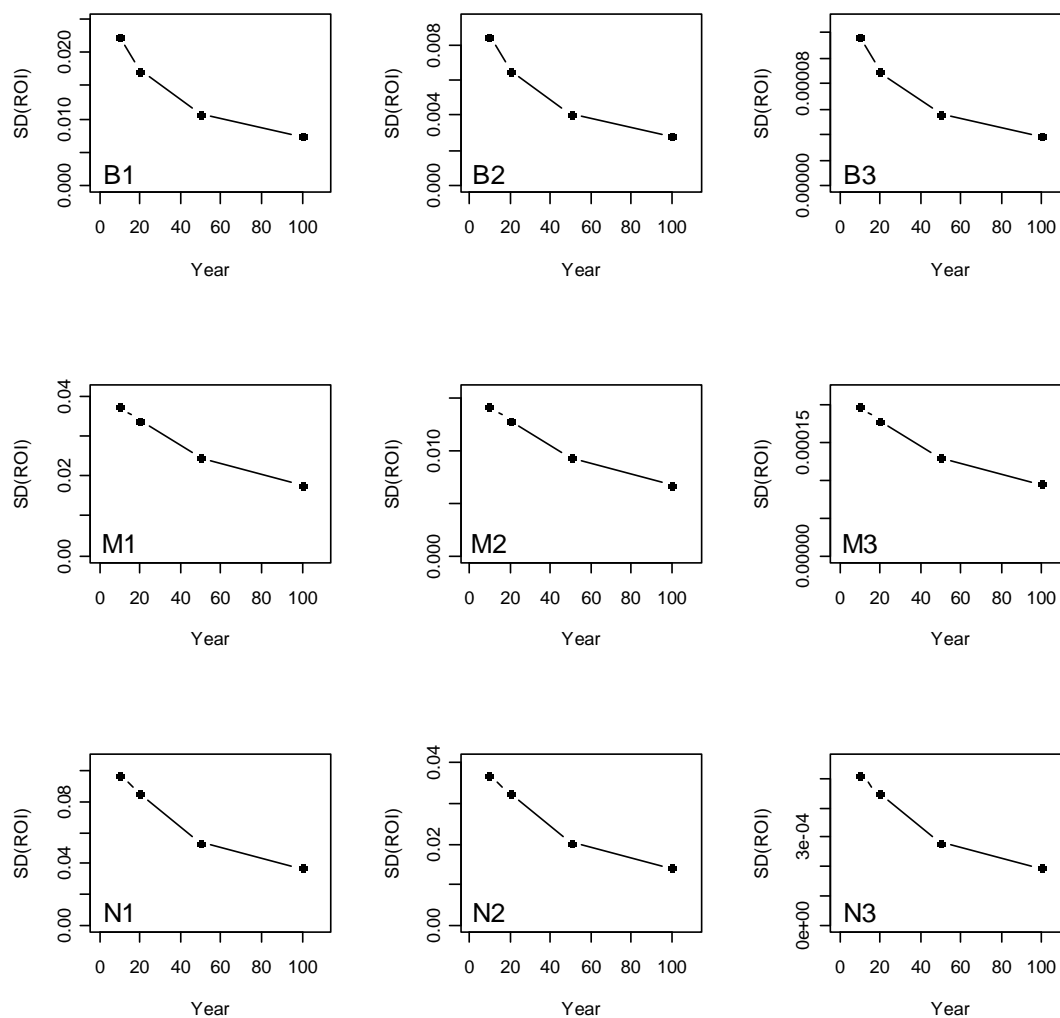 SD(ROI)
0.000 0.010 0.020
B1
0 20 40 60 80 100
Year
SD(ROI)
0.000 0.004 0.008
B2
0 20 40 60 80 100
Year
SD(ROI)
0.00000 0.00008
B3
0 20 40 60 80 100
Year
SD(ROI)
0.00 0.02 0.04
M1
0 20 40 60 80 100
Year
SD(ROI)
0.000 0.010
M2
0 20 40 60 80 100
Year
SD(ROI)
0.00000 0.00015
M3
0 20 40 60 80 100
Year
SD(ROI)
0.00 0.04 0.08
N1
0 20 40 60 80 100
Year
SD(ROI)
0.00 0.02 0.04
N2
0 20 40 60 80 100
Year
SD(ROI)
0e+00 3e-04
N3
0 20 40 60 80 100
Year